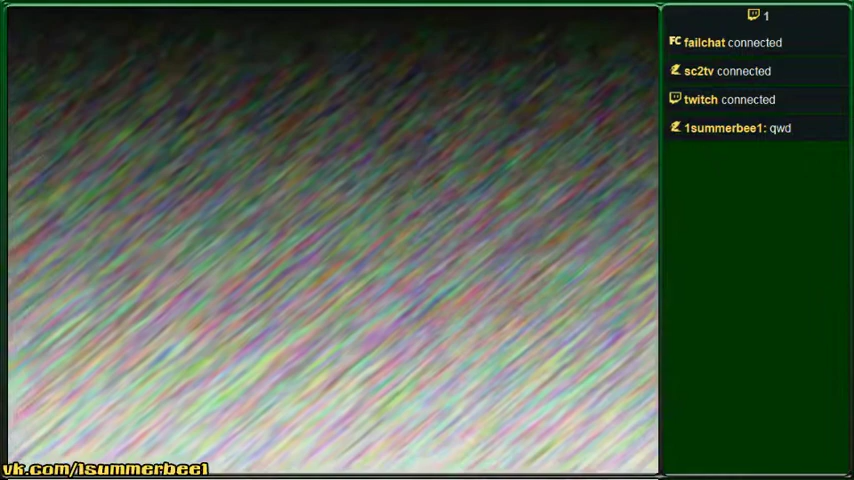 1
FC failchat connected
sc2tv connected
twitch connected
1summerbee1: qwd
vk.com/1summerbee1